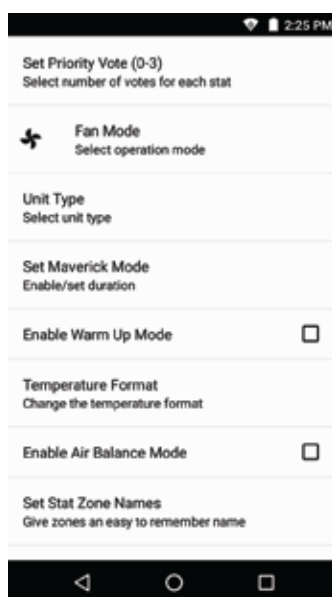 2:25 PM
Set Priority Vote (0-3)
Select number of votes for each stat
Fan Mode
Select operation mode
Unit Type
Select unit type
Set Maverick Mode
Enable/set duration
Enable Warm Up Mode
Temperature Format
Change the temperature format
Enable Air Balance Mode
Set Stat Zone Names
Give zones an easy to remember name